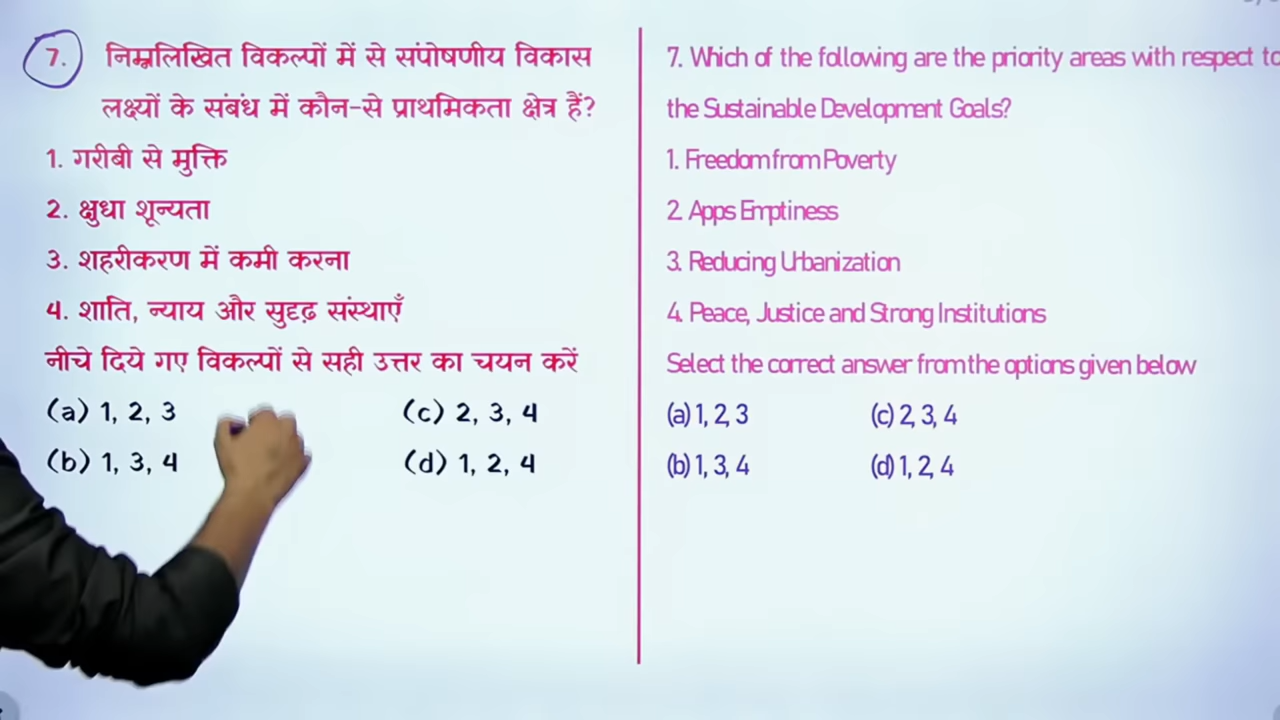 7. निम्नलिखित विकल्पों में से संपोषणीय विकास
लक्ष्यों के संबंध में कौन-से प्राथमिकता क्षेत्र हैं?
1. गरीबी से मुक्ति
2. क्षुधा शून्यता
3. शहरीकरण में कमी करना
4. शाति, न्याय और सुदृढ़ संस्थाएँ
नीचे दिये गए विकल्पों से सही उत्तर का चयन करें
(a) 1, 2, 3
(c) 2, 3, 4
(b) 1, 3, 4
(d) 1, 2, 4
7. Which of the following are the priority areas with respect to
the Sustainable Development Goals?
1. Freedom from Poverty
2. Apps Emptiness
3. Reducing Urbanization
4. Peace, Justice and Strong Institutions
Select the correct answer from the options given below
(a) 1, 2, 3
(c) 2, 3, 4
(b) 1, 3, 4
(d) 1, 2, 4